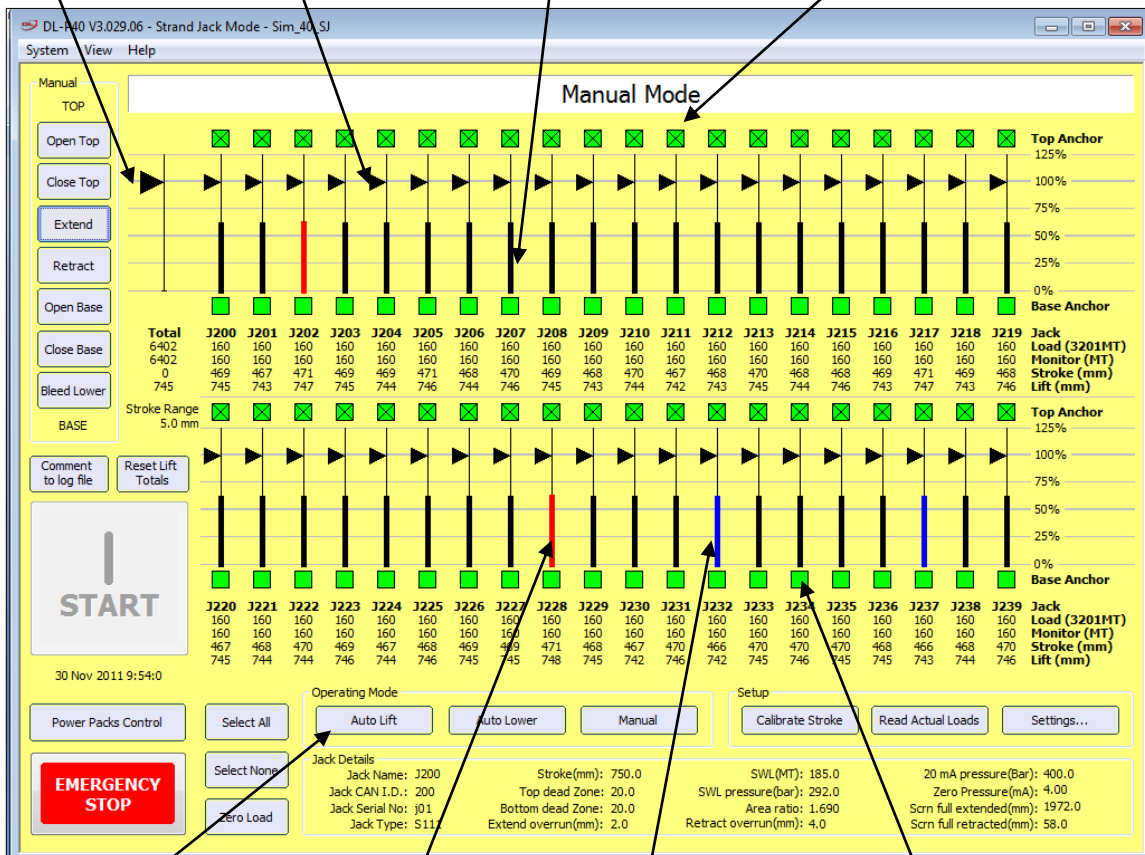 DL-P40 V3.029.06 - Strand Jack Mode - Sim_40_SJ
System View Help
Manual
TOP
Manual Mode
Open Top
Close Top
Extend
Retract
Open Base
Close Base
Bleed Lower
BASE
Top Anchor
125%
100%
75%
50%
25%
0%
Base Anchor
Total J200 J201 J202 J203 J204 J205 J206 J207 J208 J209 J210 J211 J212 J213 J214 J215 J216 J217 J218 J219 Jack
6402 160 160 160 160 160 160 160 160 160 160 160 160 160 160 160 160 160 160 160 160 Load (3201MT)
6402 160 160 160 160 160 160 160 160 160 160 160 160 160 160 160 160 160 160 160 160 Monitor (MT)
0 469 467 471 469 469 471 468 470 469 468 470 469 468 470 468 468 469 471 469 468 Stroke (mm)
745 745 743 747 745 744 746 744 746 745 743 744 742 743 745 744 746 743 747 743 746 Lift (mm)
Stroke Range
5.0 mm
Top Anchor
125%
100%
75%
50%
25%
0%
Base Anchor
Comment to log file
Reset Lift Totals
START
30 Nov 2011 9:54:0
J220 J221 J222 J223 J224 J225 J226 J227 J228 J229 J230 J231 J232 J233 J234 J235 J236 J237 J238 J239 Jack
160 160 160 160 160 160 160 160 160 160 160 160 160 160 160 160 160 160 160 160 Load (3201MT)
160 160 160 160 160 160 160 160 160 160 160 160 160 160 160 160 160 160 160 160 Monitor (MT)
467 468 470 469 467 468 469 469 471 468 467 470 466 470 470 470 468 466 468 470 Stroke (mm)
745 744 744 746 744 746 745 745 748 745 742 746 742 745 746 745 745 743 744 746 Lift (mm)
Power Packs Control
EMERGENCY STOP
Select All
Select None
Zero Load
Operating Mode
Auto Lift
Auto Lower
Manual
Setup
Calibrate Stroke
Read Actual Loads
Settings...
Jack Details
Jack Name: J200 Stroke(mm): 750.0 SWL(MT): 185.0 20 mA pressure(Bar): 400.0
Jack CAN I.D.: 200 Top dead Zone: 20.0 SWL pressure(bar): 292.0 Zero Pressure(mA): 4.00
Jack Serial No: j01 Bottom dead Zone: 20.0 Area ratio: 1.690 Scrn full extended(mm): 1972.0
Jack Type: S111 Extend overrun(mm): 2.0 Retract overrun(mm): 4.0 Scrn full retracted(mm): 58.0